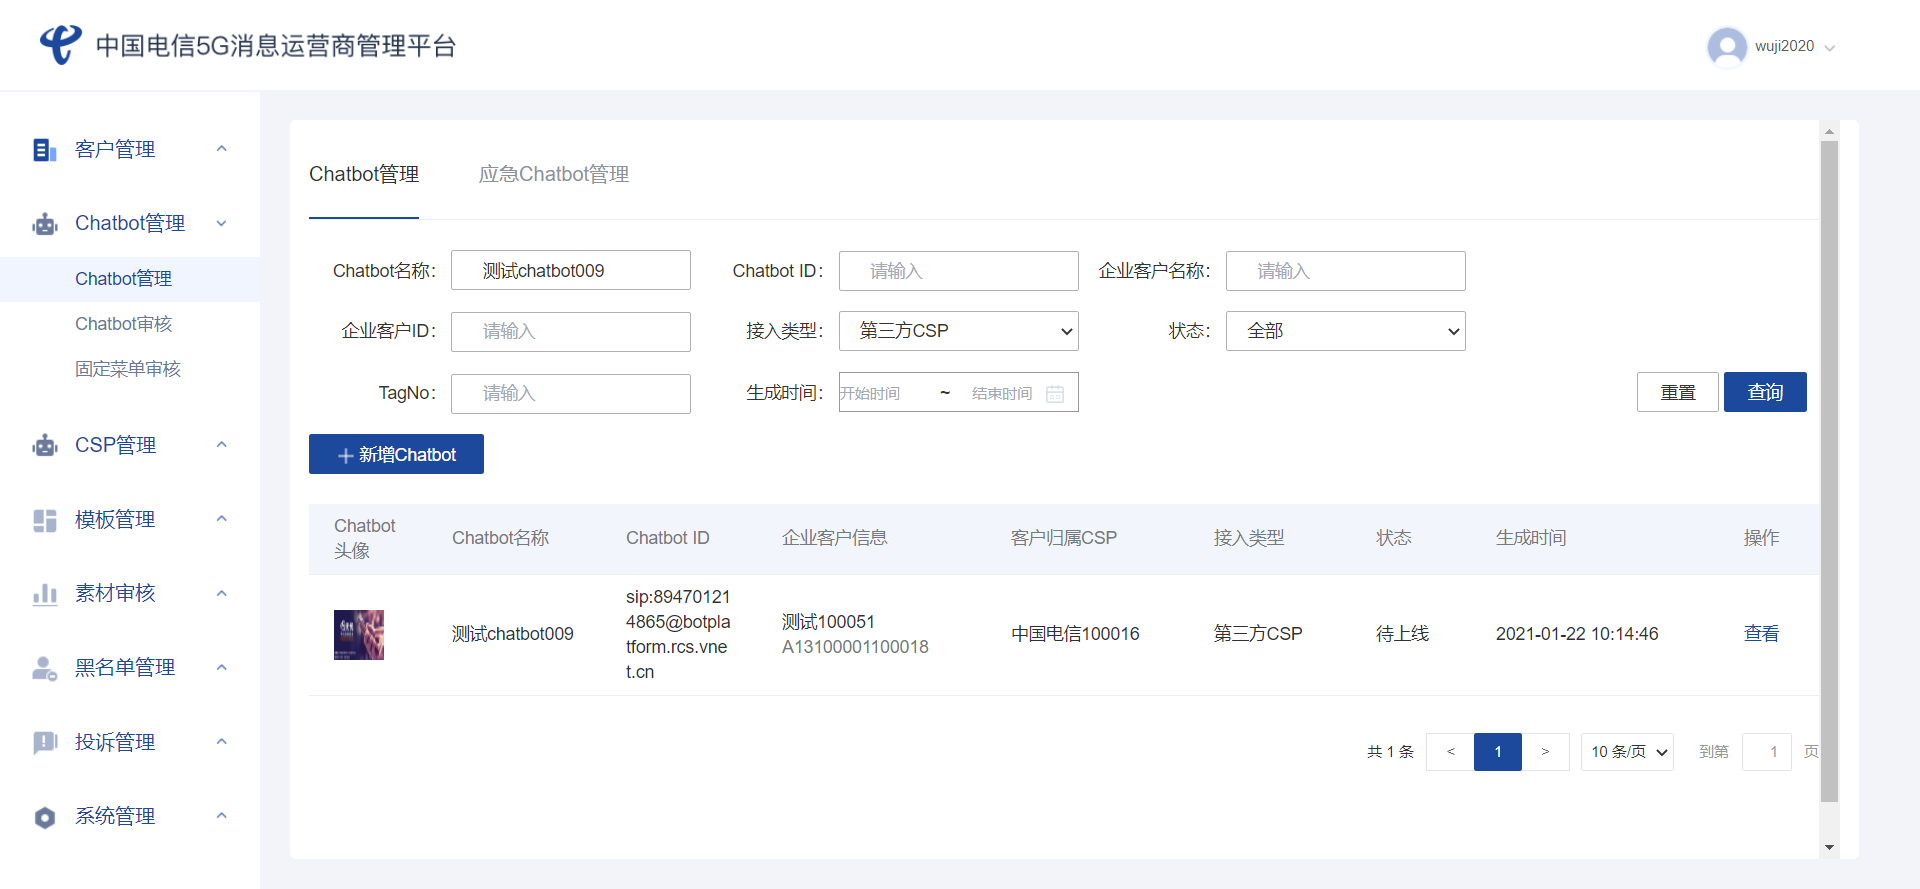 中国电信5G消息运营商管理平台
wuji2020
客户管理
Chatbot管理
Chatbot管理
Chatbot审核
固定菜单审核
CSP管理
模板管理
素材审核
黑名单管理
投诉管理
系统管理
Chatbot管理 应急Chatbot管理
Chatbot名称: 测试chatbot009 Chatbot ID: 请输入 企业客户名称: 请输入
企业客户ID: 请输入 接入类型: 第三方CSP 状态: 全部
TagNo: 请输入 生成时间: 开始时间 ~ 结束时间 重置 查询
新增Chatbot
Chatbot头像 Chatbot名称 Chatbot ID 企业客户信息 客户归属CSP 接入类型 状态 生成时间 操作
测试chatbot009
sip:89470121
4865@botpla
tform.rcs.vne
t.cn
测试100051
A13100001100018
中国电信100016 第三方CSP 待上线 2021-01-22 10:14:46 查看
共 1 条 < 1 > 10 条/页 到第 1 页